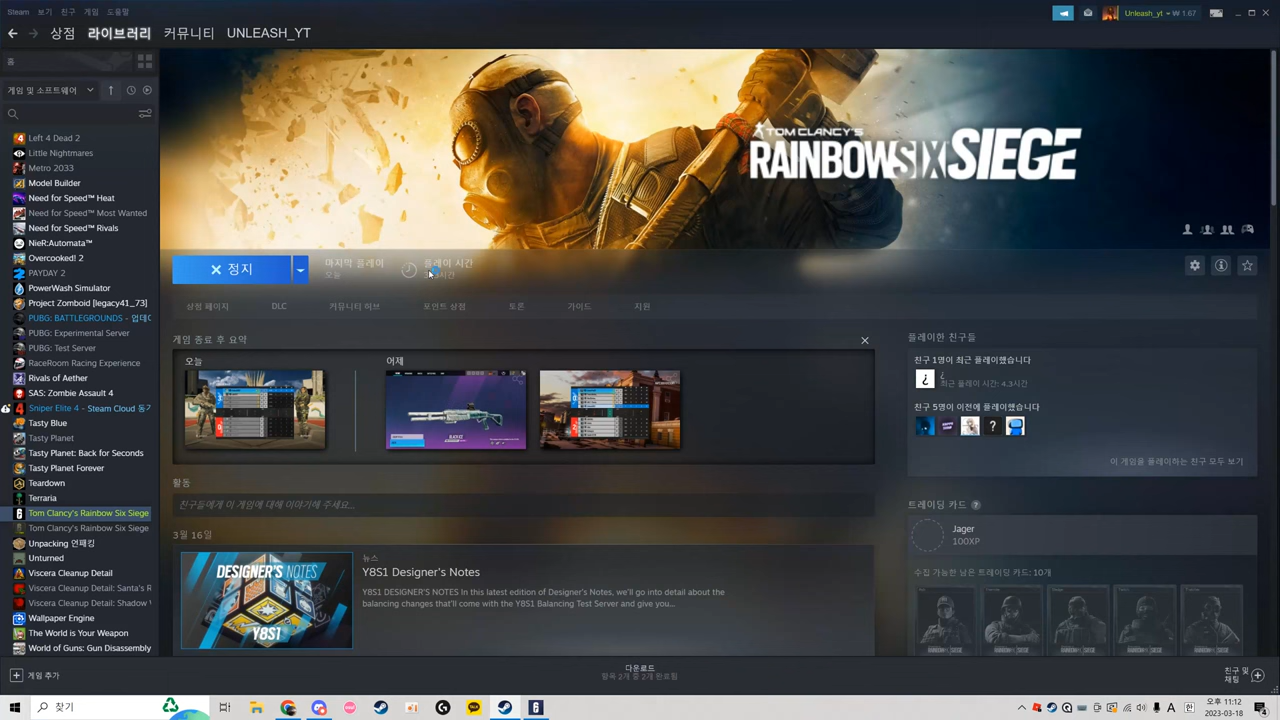 Steam 보기 친구 게임 도움말
Unleash_yt ₩ 1.67
상점 라이브러리 커뮤니티 UNLEASH_YT
홈
게임 및 소프트웨어
Left 4 Dead 2
Little Nightmares
Metro 2033
Model Builder
Need for Speed™ Heat
Need for Speed™ Most Wanted
Need for Speed™ Rivals
NieR:Automata™
Overcooked! 2
PAYDAY 2
PowerWash Simulator
Project Zomboid [legacy41_73]
PUBG: BATTLEGROUNDS - 업데
PUBG: Experimental Server
PUBG: Test Server
RaceRoom Racing Experience
Rivals of Aether
SAS: Zombie Assault 4
Sniper Elite 4 - Steam Cloud 동기
Tasty Blue
Tasty Planet
Tasty Planet: Back for Seconds
Tasty Planet Forever
Teardown
Terraria
Tom Clancy's Rainbow Six Siege
Tom Clancy's Rainbow Six Siege
Unpacking 언패킹
Unturned
Viscera Cleanup Detail
Viscera Cleanup Detail: Santa's R
Viscera Cleanup Detail: Shadow
Wallpaper Engine
The World is Your Weapon
World of Guns: Gun Disassembly
게임 추가
TOM CLANCY'S
RAINBOWSIX SIEGE
정지
마지막 플레이
오늘
플레이 시간
상점 페이지 DLC 커뮤니티 허브 포인트 상점 토론 가이드 지원
게임 종료 후 요약
오늘 어제
활동
친구들에게 이 게임에 대해 이야기해 주세요...
3월 16일
DESIGNER'S NOTES
Y8S1
뉴스
Y8S1 Designer's Notes
Y8S1 DESIGNER'S NOTES In this latest edition of Designer's Notes, we'll go into detail about the
balancing changes that'll come with the Y8S1 Balancing Test Server and give you...
플레이한 친구들
친구 1명이 최근 플레이했습니다
¿ ¿
최근 플레이 시간: 4.3시간
친구 5명이 이전에 플레이했습니다
?
이 게임을 플레이하는 친구 모두 보기
트레이딩 카드 ?
Jager
100XP
수집 가능한 남은 트레이딩 카드: 10개
다운로드
친구 및
채팅
찾기
A 한
오후 11:12
2023-03-18